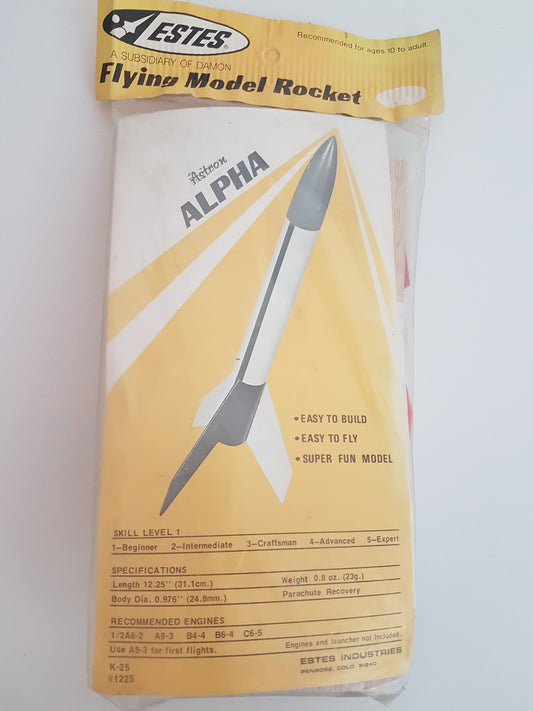 ESTES®
Recommended for ages 10 to adult.
A SUBSIDIARY OF DAMON
Flying Model Rocket
Astron
ALPHA
•EASY TO BUILD
•EASY TO FLY
•SUPER FUN MODEL
SKILL LEVEL 1
1—Beginner 2—Intermediate 3—Craftsman 4—Advanced 5—Expert
SPECIFICATIONS
Length 12.25" (31.1cm.) Weight 0.8 oz. (23g.)
Body Dia. 0.976" (24.8mm.) Parachute Recovery
RECOMMENDED ENGINES
1/2A6-2 A8-3 B4-4 B6-4 C6-5
Use A8-3 for first flights. Engines and launcher not included.
K-25 ESTES INDUSTRIES
#1225 PENROSE, COLO. 81240